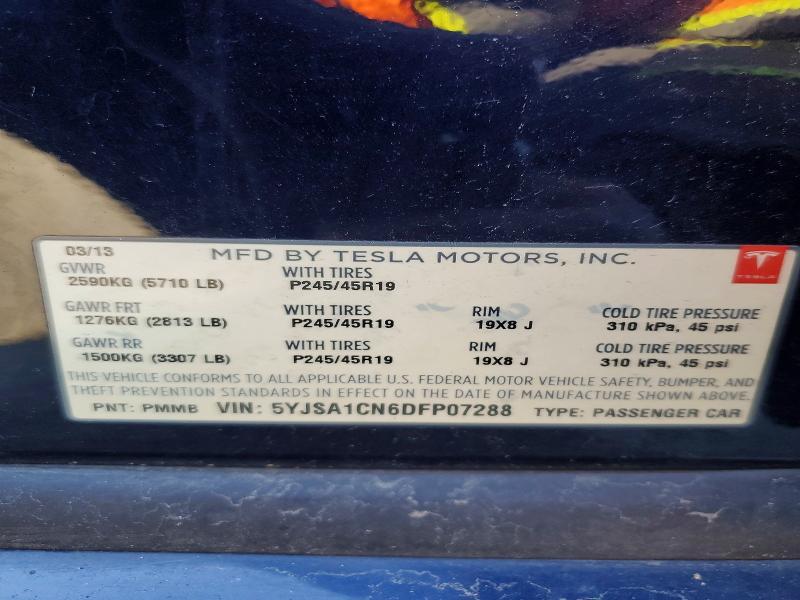 03/13 MFD BY TESLA MOTORS, INC.
GVWR WITH TIRES
2590KG (5710 LB) P245/45R19
TESLA
GAWR FRT WITH TIRES RIM COLD TIRE PRESSURE
1276KG (2813 LB) P245/45R19 19X8 J 310 kPa, 45 psi
GAWR RR WITH TIRES RIM COLD TIRE PRESSURE
1500KG (3307 LB) P245/45R19 19X8 J 310 kPa, 45 psi
THIS VEHICLE CONFORMS TO ALL APPLICABLE U.S. FEDERAL MOTOR VEHICLE SAFETY, BUMPER, AND
THEFT PREVENTION STANDARDS IN EFFECT ON THE DATE OF MANUFACTURE SHOWN ABOVE.
PNT: PMMB VIN: 5YJSA1CN6DFP07288 TYPE: PASSENGER CAR